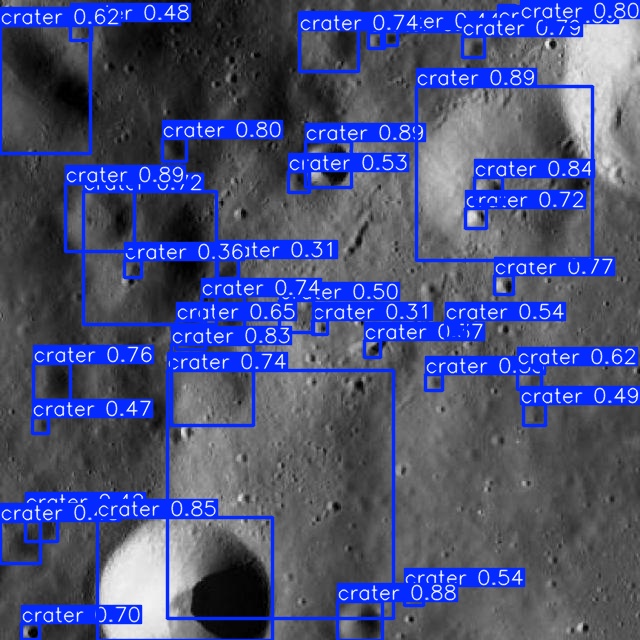 crater 0.80
crater 0.62
0.48
crater 0.74
crater 0.79
crater 0.89
crater 0.80
crater 0.89
crater 0.53
crater 0.84
crater 0.89
crater 0.72
crater 0.36
0.31
crater 0.77
crater 0.74
0.50
crater 0.65
crater 0.31
crater 0.54
crater 0.83
crater 0.76
crater 0.74
crater 0.62
crater 0.49
crater 0.47
crater 0.85
crater 0.54
crater 0.88
crater 0.70